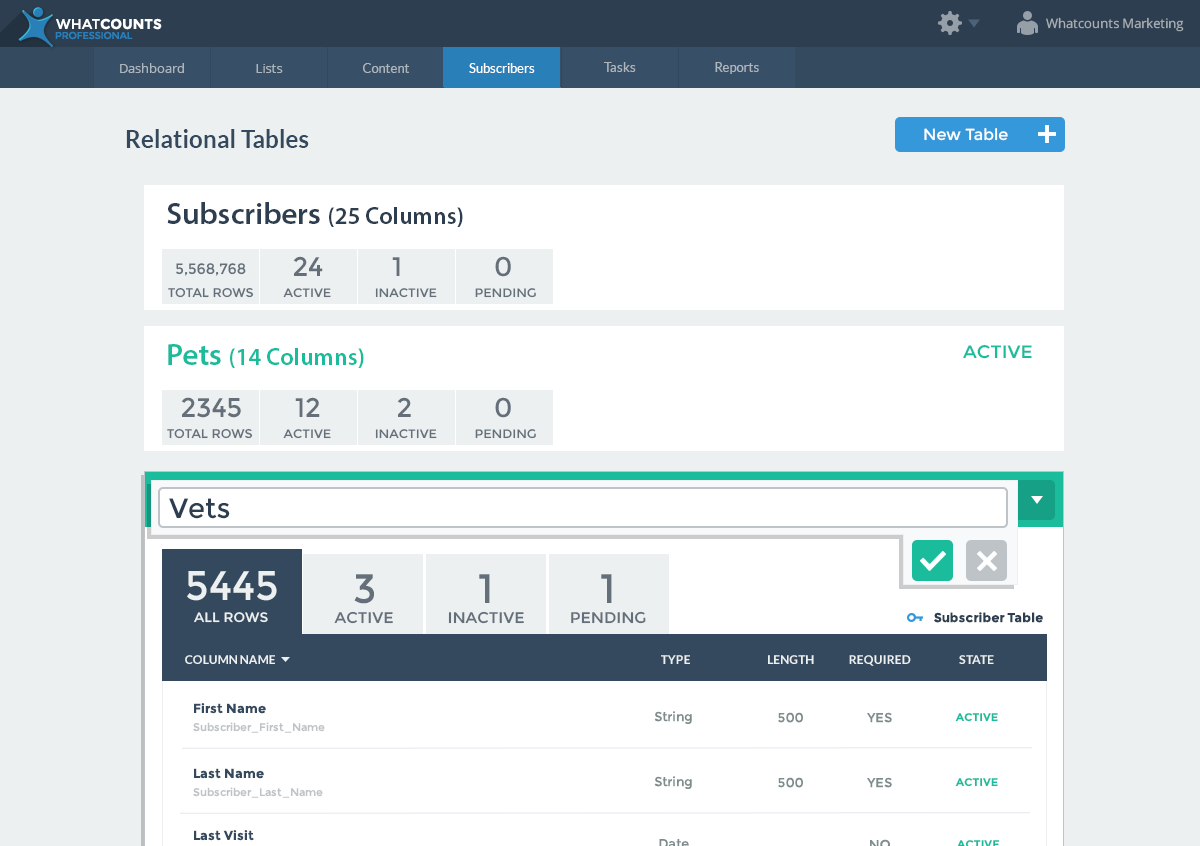 WHATCOUNTS
PROFESSIONAL
Whatcounts Marketing
Dashboard Lists Content Subscribers Tasks Reports
Relational Tables
New Table
Subscribers (25 Columns)
5,568,768 24 1 0
TOTAL ROWS ACTIVE INACTIVE PENDING
Pets (14 Columns)
ACTIVE
2345 12 2 0
TOTAL ROWS ACTIVE INACTIVE PENDING
Vets
5445 3 1 1
ALL ROWS ACTIVE INACTIVE PENDING
Subscriber Table
COLUMN NAME TYPE LENGTH REQUIRED STATE
First Name
Subscriber_First_Name
String 500 YES ACTIVE
Last Name
Subscriber_Last_Name
String 500 YES ACTIVE
Last Visit
Date NO ACTIVE